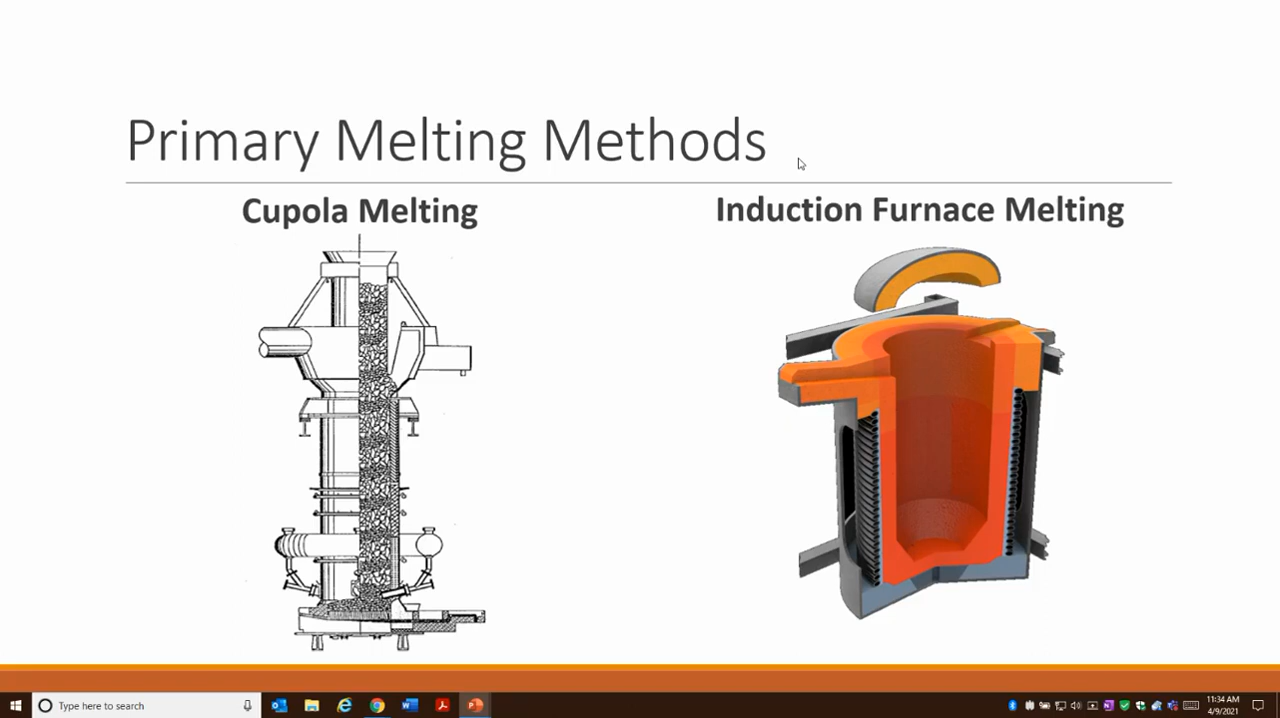 Primary Melting Methods
Cupola Melting
Induction Furnace Melting
Type here to search
11:34 AM
4/9/2021